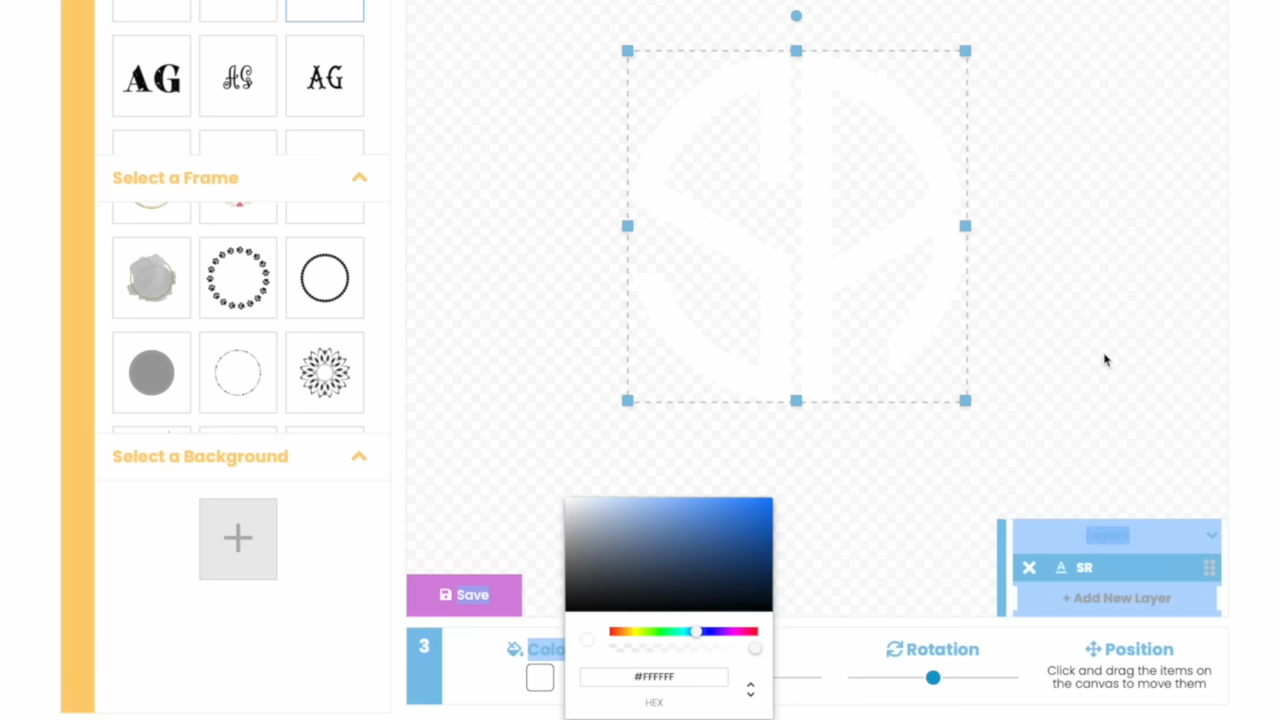 AG
AG
AG
Select a Frame
Select a Background
+ Add New Layer
SR
Save
3
Colo
Rotation
Position
Click and drag the items on
the canvas to move them
#FFFFFF
HEX